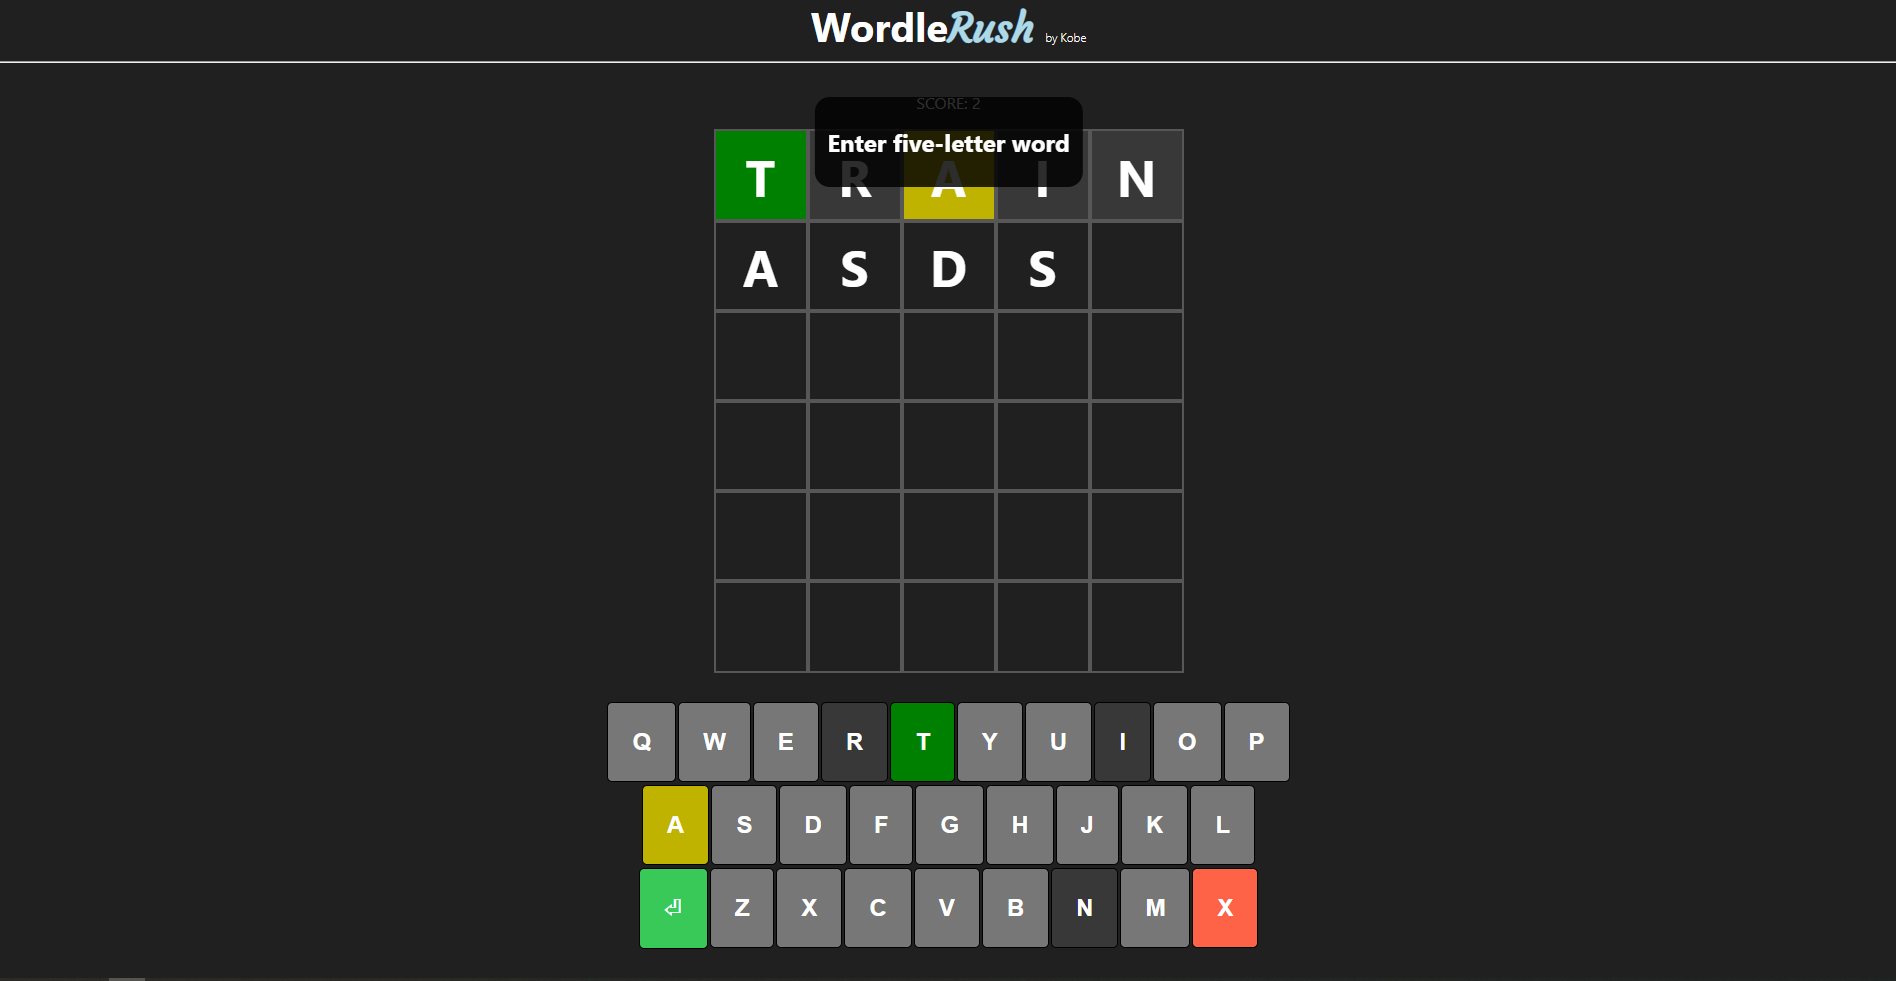 WordleRush by Kobe
SCORE: 2
Enter five-letter word
T R A I N
A S D S
Q W E R T Y U I O P
A S D F G H J K L
⏎ Z X C V B N M X